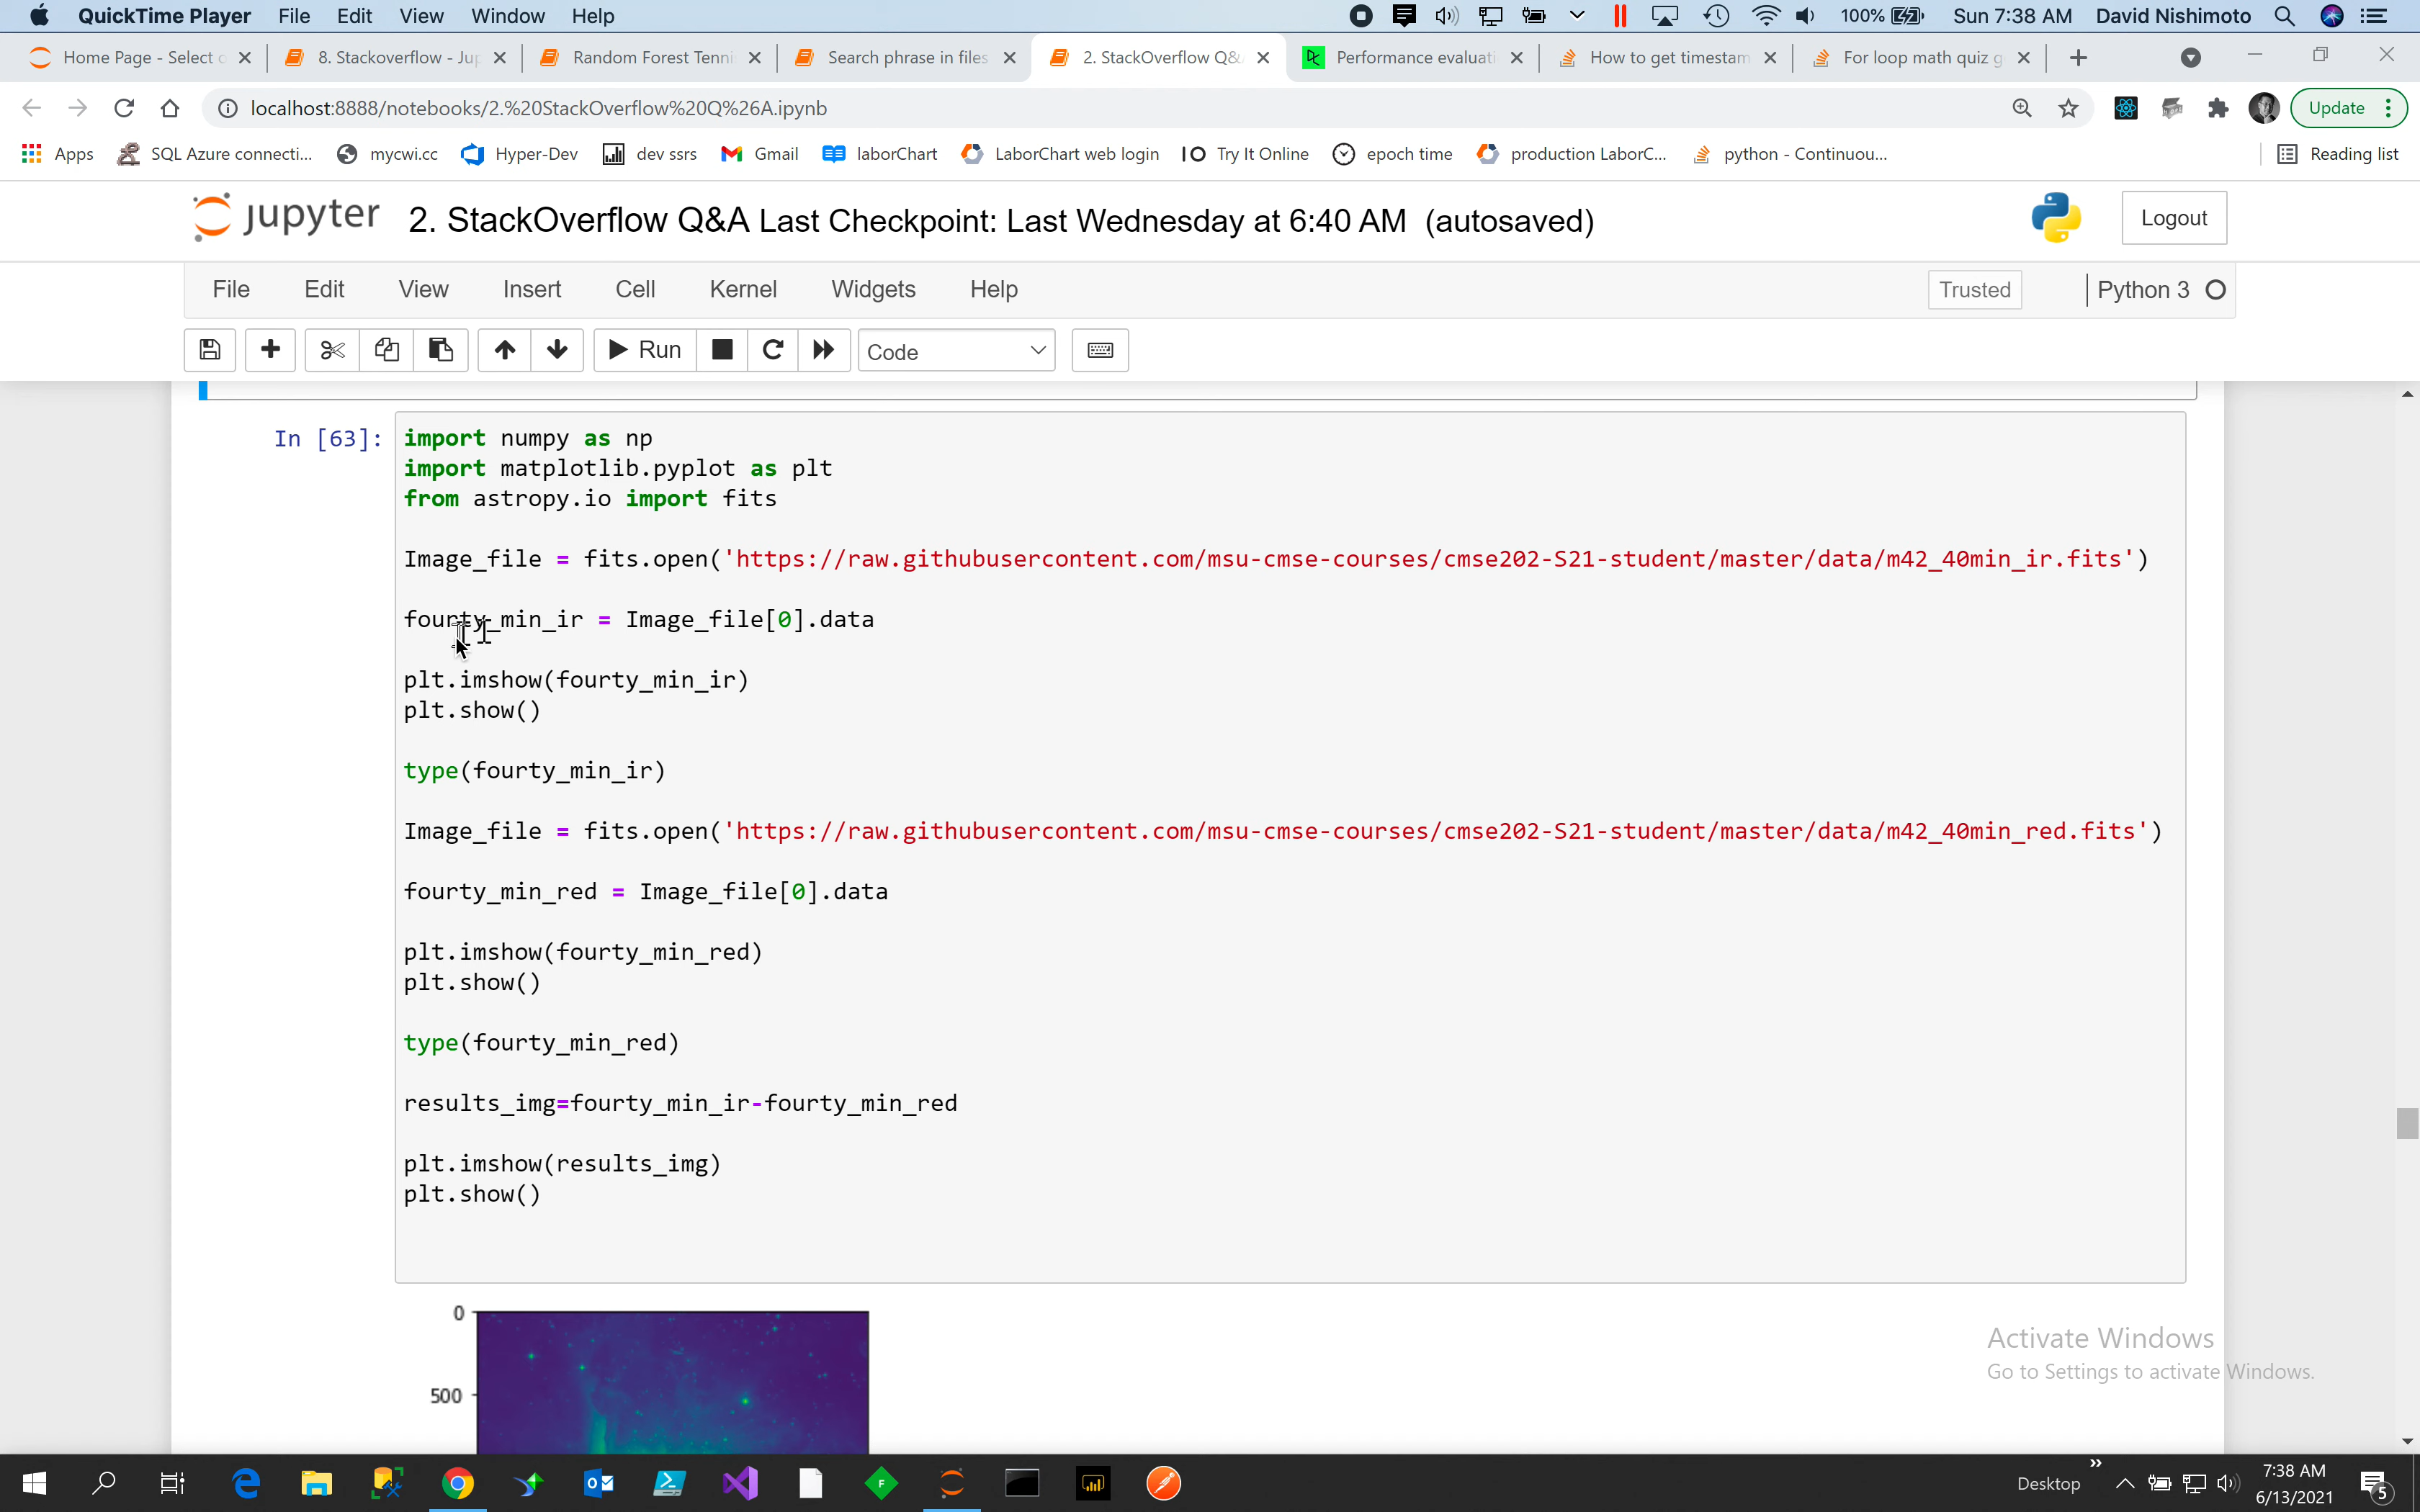 QuickTime Player File Edit View Window Help 100% Sun 7:38 AM David Nishimoto
Home Page - Select o 8. Stackoverflow - Jup Random Forest Tenni Search phrase in files 2. StackOverflow Q& Performance evaluati How to get timestam For loop math quiz g
localhost:8888/notebooks/2.%20StackOverflow%20Q%26A.ipynb Update
Apps SQL Azure connecti... mycwi.cc Hyper-Dev dev ssrs Gmail laborChart LaborChart web login Try It Online epoch time production LaborC... python - Continuou... Reading list
jupyter 2. StackOverflow Q&A Last Checkpoint: Last Wednesday at 6:40 AM (autosaved) Logout
File Edit View Insert Cell Kernel Widgets Help Trusted Python 3
Run Code
In [63]: import numpy as np
import matplotlib.pyplot as plt
from astropy.io import fits
Image_file = fits.open('https://raw.githubusercontent.com/msu-cmse-courses/cmse202-S21-student/master/data/m42_40min_ir.fits')
fourty_min_ir = Image_file[0].data
plt.imshow(fourty_min_ir)
plt.show()
type(fourty_min_ir)
Image_file = fits.open('https://raw.githubusercontent.com/msu-cmse-courses/cmse202-S21-student/master/data/m42_40min_red.fits')
fourty_min_red = Image_file[0].data
plt.imshow(fourty_min_red)
plt.show()
type(fourty_min_red)
results_img=fourty_min_ir-fourty_min_red
plt.imshow(results_img)
plt.show()
0
500
Activate Windows
Go to Settings to activate Windows.
Desktop 7:38 AM
6/13/2021 5